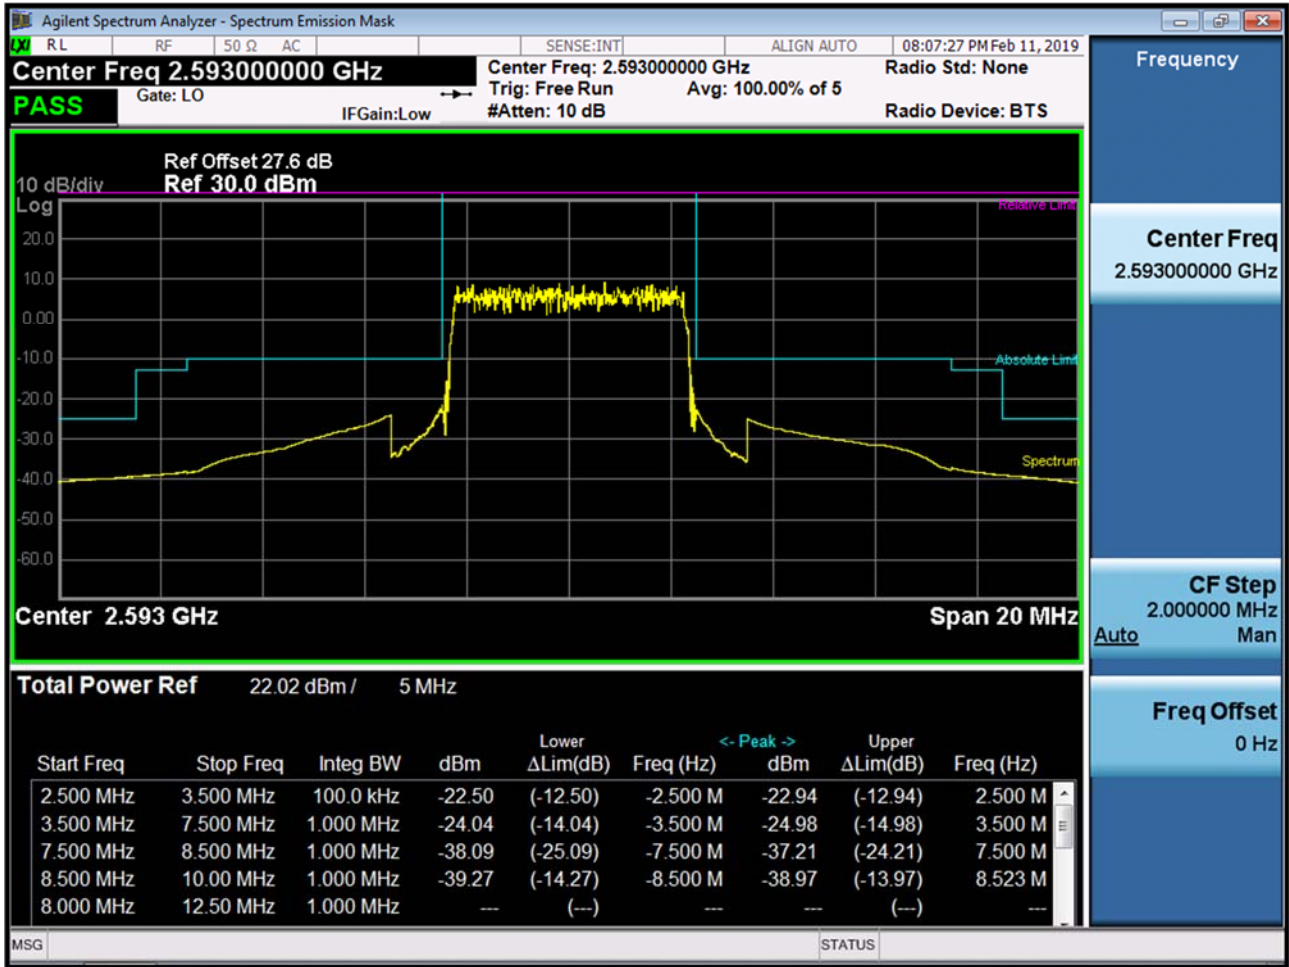 Agilent Spectrum Analyzer - Spectrum Emission Mask
LXI RL RF 50 Ω AC SENSE:INT ALIGN AUTO 08:07:27 PM Feb 11, 2019
Center Freq 2.593000000 GHz
Center Freq: 2.593000000 GHz Radio Std: None
PASS Gate: LO Trig: Free Run Avg: 100.00% of 5
IFGain:Low #Atten: 10 dB Radio Device: BTS
Ref Offset 27.6 dB
10 dB/div Ref 30.0 dBm
Log
Relative Limit
20.0
10.0
0.00
-10.0
Absolute Limit
-20.0
-30.0
Spectrum
-40.0
-50.0
-60.0
Center 2.593 GHz Span 20 MHz
Total Power Ref 22.02 dBm / 5 MHz
Lower <- Peak -> Upper
Start Freq Stop Freq Integ BW dBm ΔLim(dB) Freq (Hz) dBm ΔLim(dB) Freq (Hz)
2.500 MHz 3.500 MHz 100.0 kHz -22.50 (-12.50) -2.500 M -22.94 (-12.94) 2.500 M
3.500 MHz 7.500 MHz 1.000 MHz -24.04 (-14.04) -3.500 M -24.98 (-14.98) 3.500 M
7.500 MHz 8.500 MHz 1.000 MHz -38.09 (-25.09) -7.500 M -37.21 (-24.21) 7.500 M
8.500 MHz 10.00 MHz 1.000 MHz -39.27 (-14.27) -8.500 M -38.97 (-13.97) 8.523 M
8.000 MHz 12.50 MHz 1.000 MHz --- (---) --- --- (---) ---
MSG STATUS
Frequency
Center Freq
2.593000000 GHz
CF Step
2.000000 MHz
Auto Man
Freq Offset
0 Hz